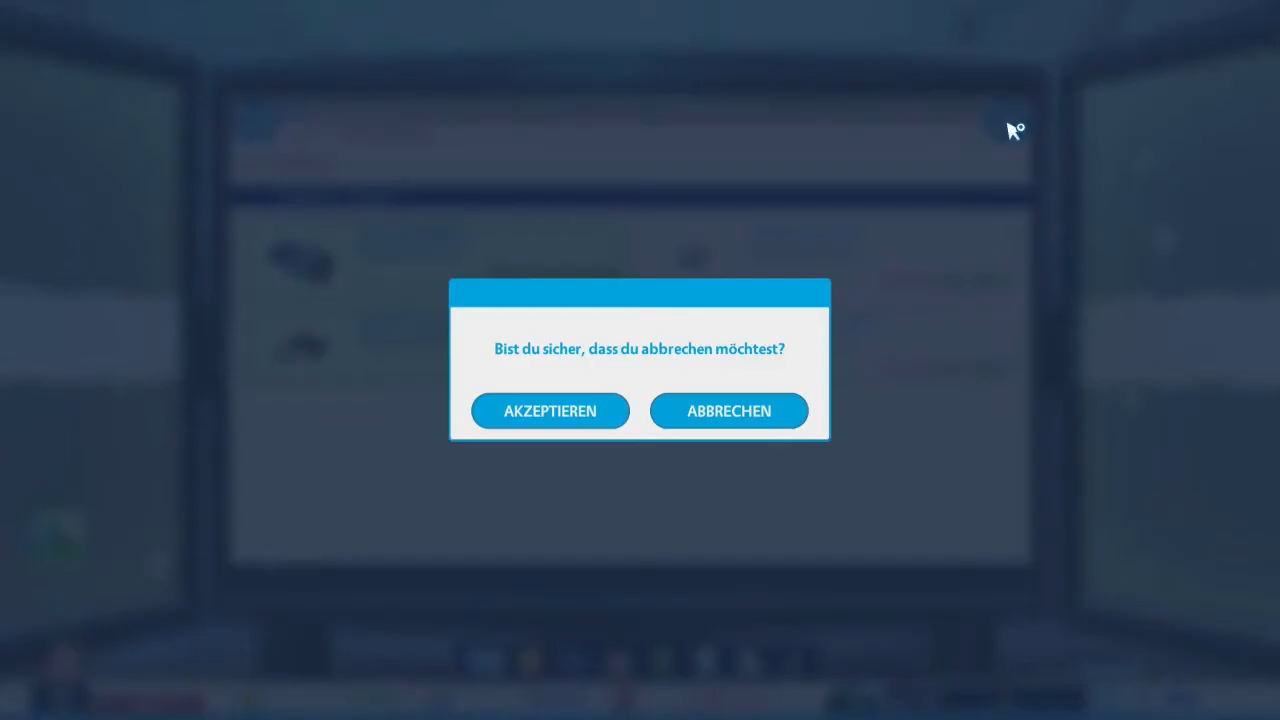 Bist du sicher, dass du abbrechen möchtest?
AKZEPTIEREN
ABBRECHEN